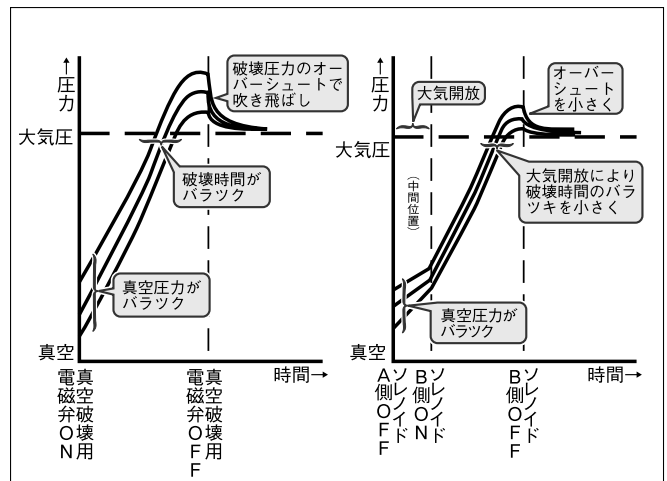 ↑圧力
大気圧
真空
破壊圧力のオー
バーシュートで
吹き飛ばし
破壊時間が
バラツク
真空圧力が
バラツク
時間→
真空破壊用
電磁弁ON
真空破壊用
電磁弁OFF
↑圧力
大気圧
真空
大気開放
(中間位置)
オーバー
シュート
を小さく
大気開放により
破壊時間のバラ
ツキを小さく
真空圧力が
バラツク
時間→
ソレノイド
A側OFF
ソレノイド
B側ON
ソレノイド
B側OFF